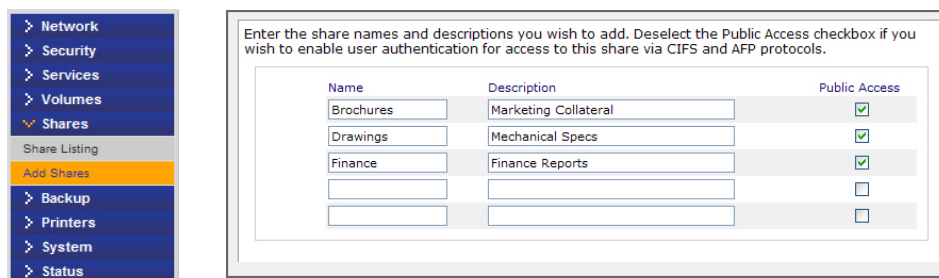 Network
Security
Services
Volumes
Shares
Share Listing
Add Shares
Backup
Printers
System
Status
Enter the share names and descriptions you wish to add. Deselect the Public Access checkbox if you
wish to enable user authentication for access to this share via CIFS and AFP protocols.
Name Description Public Access
Brochures Marketing Collateral
Drawings Mechanical Specs
Finance Finance Reports